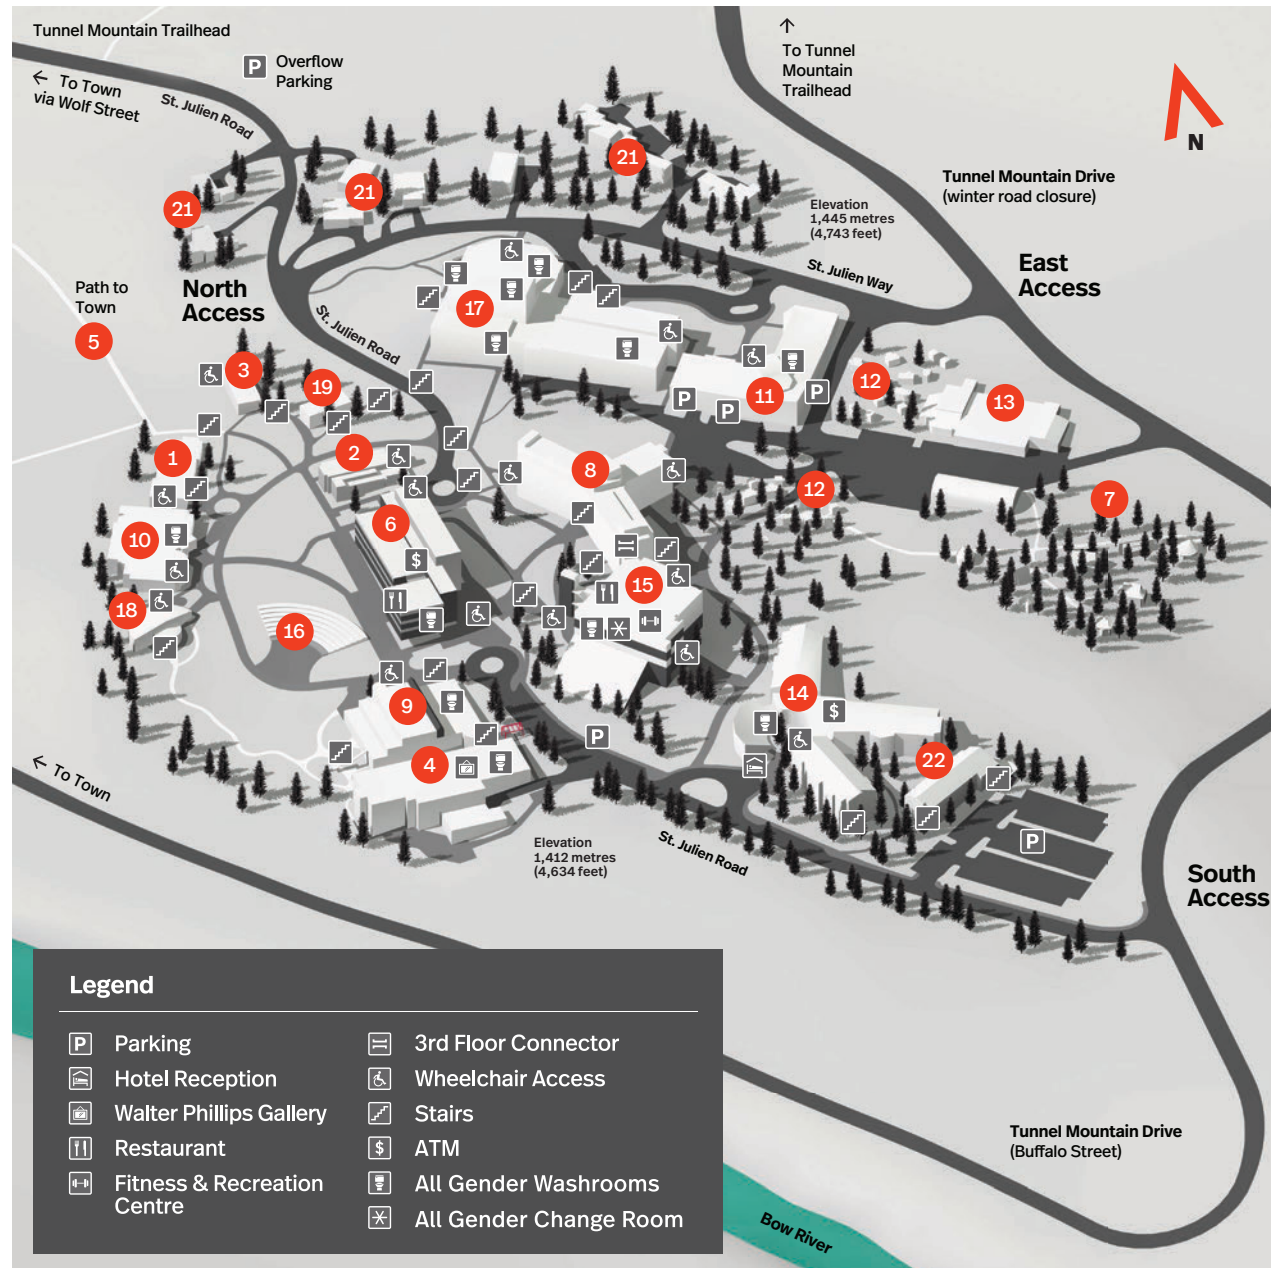 Tunnel Mountain Trailhead
← To Town
via Wolf Street
P
Overflow
Parking
St. Julien Road
↑
To Tunnel
Mountain
Trailhead
N
Tunnel Mountain Drive
(winter road closure)
21
21
21
Elevation
1,445 metres
(4,743 feet)
St. Julien Way
East
Access
Path to
Town
5
North
Access
St. Julien Road
17
3
19
11
12
13
P
P
P
1
2
8
12
7
6
10
$
15
18
16
14
$
9
4
P
22
← To Town
Elevation
1,412 metres
(4,634 feet)
St. Julien Road
P
South
Access
Legend
P Parking
Hotel Reception
Walter Phillips Gallery
Restaurant
Fitness & Recreation
Centre
3rd Floor Connector
Wheelchair Access
Stairs
$ ATM
All Gender Washrooms
All Gender Change Room
Tunnel Mountain Drive
(Buffalo Street)
Bow River